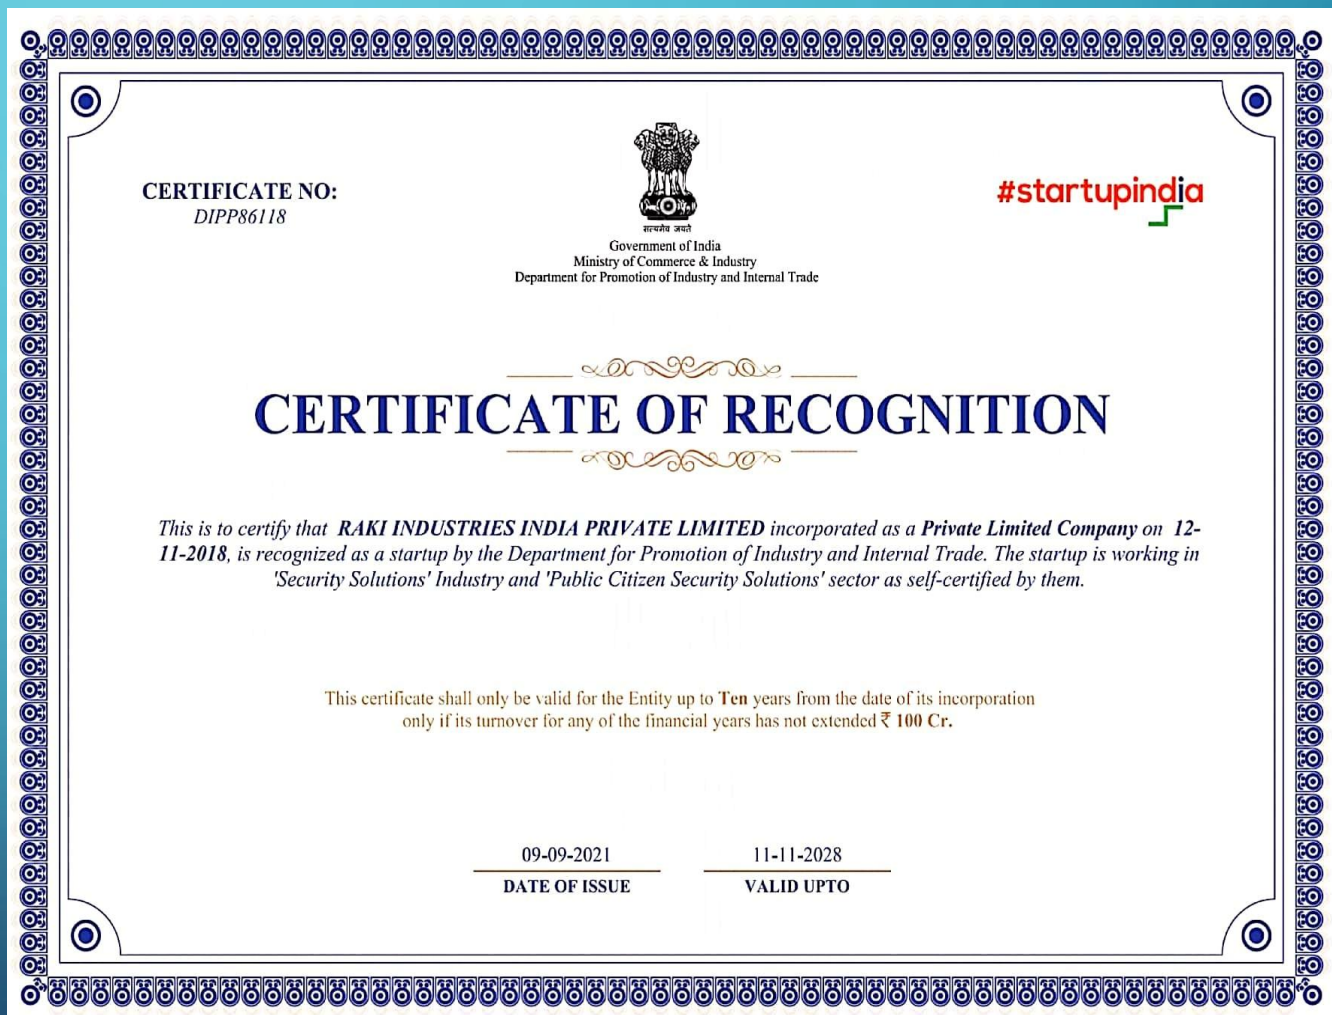 CERTIFICATE NO:
DIPP86118
सत्यमेव जयते
Government of India
Ministry of Commerce & Industry
Department for Promotion of Industry and Internal Trade
#startupindia
CERTIFICATE OF RECOGNITION
This is to certify that RAKI INDUSTRIES INDIA PRIVATE LIMITED incorporated as a Private Limited Company on 12-
11-2018, is recognized as a startup by the Department for Promotion of Industry and Internal Trade. The startup is working in
'Security Solutions' Industry and 'Public Citizen Security Solutions' sector as self-certified by them.
This certificate shall only be valid for the Entity up to Ten years from the date of its incorporation
only if its turnover for any of the financial years has not extended ₹ 100 Cr.
09-09-2021
DATE OF ISSUE
11-11-2028
VALID UPTO